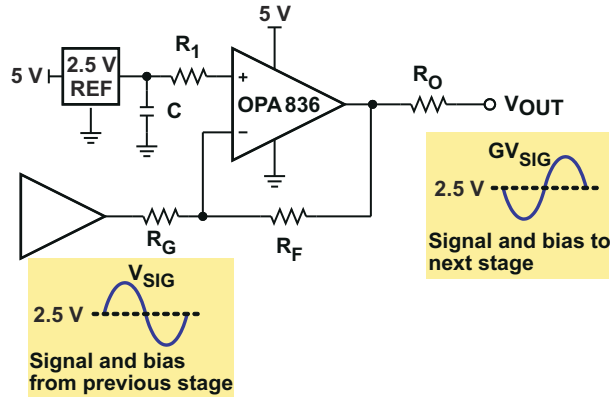 5 V
R1
5 V
2.5 V
REF
+
OPA836
−
C
RO
VOUT
GVSIG
2.5 V
Signal and bias to
next stage
RG
RF
VSIG
2.5 V
Signal and bias
from previous stage